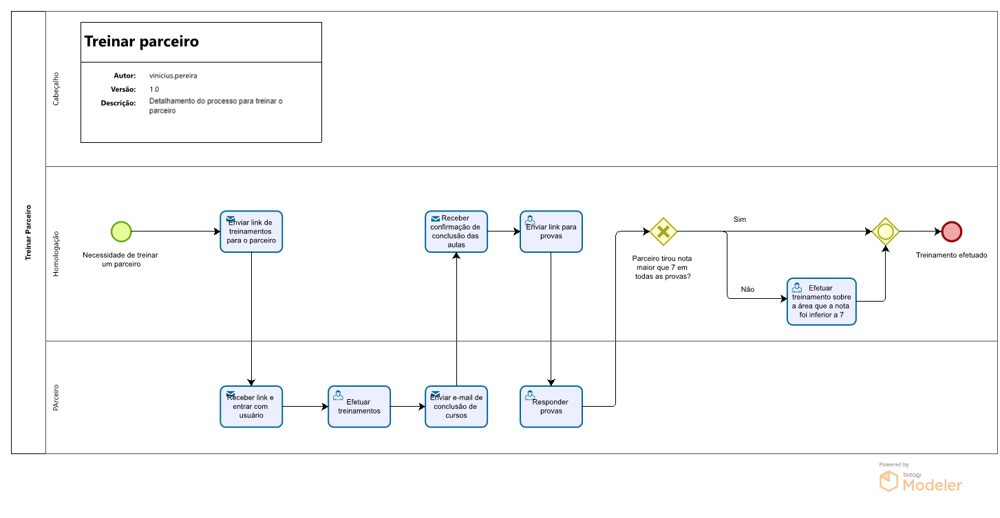 Treinar parceiro
Autor: vinicius.pereira
Versão: 1.0
Descrição: Detalhamento do processo para treinar o
parceiro
Cabeçalho
Treinar Parceiro
Homologação
Necessidade de treinar
um parceiro
Enviar link de
treinamentos
para o parceiro
Receber
confirmação de
conclusão das
aulas
Enviar link para
provas
Parceiro tirou nota
maior que 7 em
todas as provas?
Sim
Não
Efetuar
treinamento sobre
a área que a nota
foi inferior a 7
Treinamento efetuado
PArceiro
Receber link e
entrar com
usuário
Efetuar
treinamentos
Enviar e-mail de
conclusão de
cursos
Responder
provas
Powered by
bizagi
Modeler